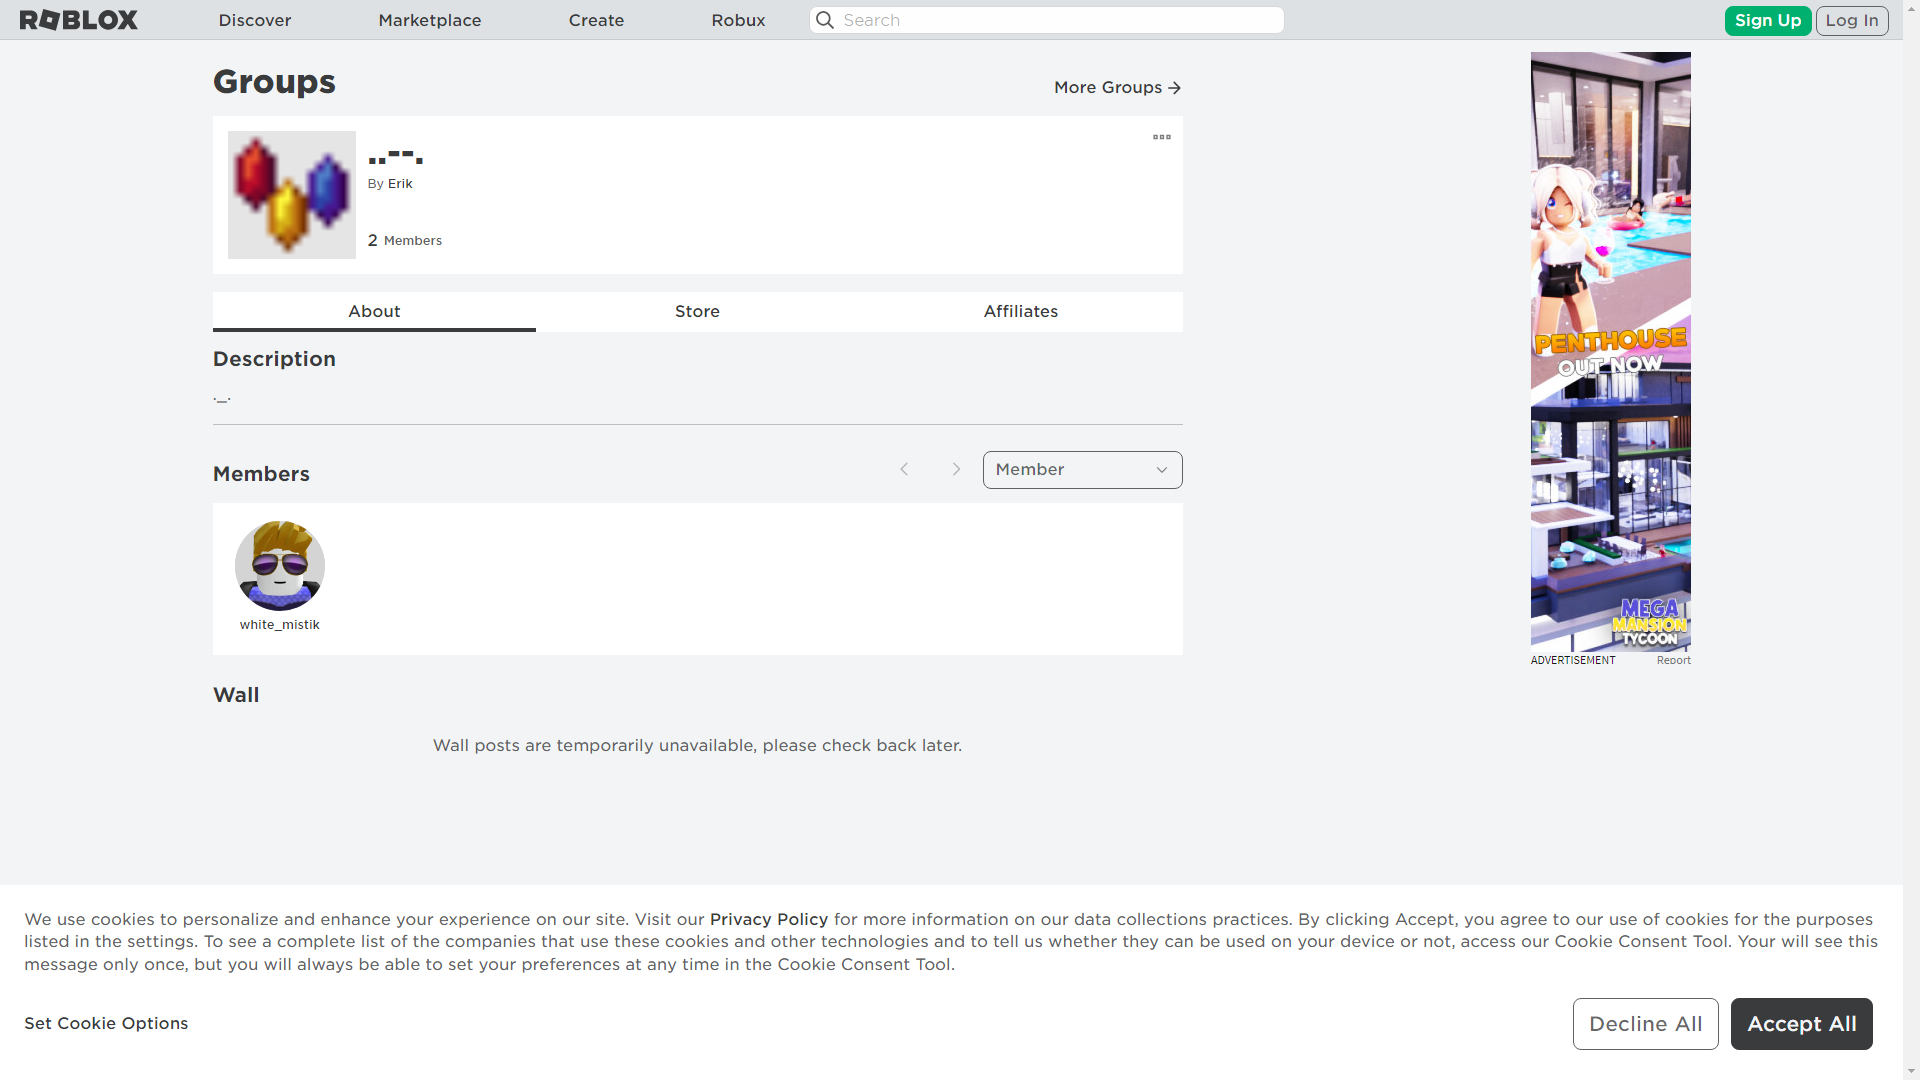 ROBLOX
Discover
Marketplace
Create
Robux
Search
Sign Up
Log In
Groups
More Groups
..--.
By Erik
2 Members
About
Store
Affiliates
Description
._.
Members
Member
white_mistik
Wall
Wall posts are temporarily unavailable, please check back later.
PENTHOUSE
OUT NOW
MEGA
MANSION
TYCOON
ADVERTISEMENT
Report
We use cookies to personalize and enhance your experience on our site. Visit our Privacy Policy for more information on our data collections practices. By clicking Accept, you agree to our use of cookies for the purposes
listed in the settings. To see a complete list of the companies that use these cookies and other technologies and to tell us whether they can be used on your device or not, access our Cookie Consent Tool. Your will see this
message only once, but you will always be able to set your preferences at any time in the Cookie Consent Tool.
Set Cookie Options
Decline All
Accept All